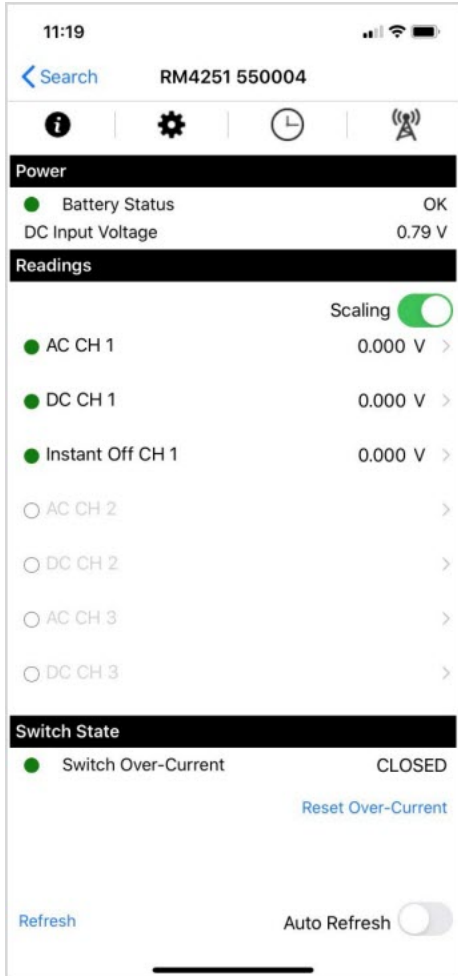 11:19
Search RM4251 550004
Power
Battery Status OK
DC Input Voltage 0.79 V
Readings
Scaling
AC CH 1 0.000 V
DC CH 1 0.000 V
Instant Off CH 1 0.000 V
AC CH 2
DC CH 2
AC CH 3
DC CH 3
Switch State
Switch Over-Current CLOSED
Reset Over-Current
Refresh Auto Refresh